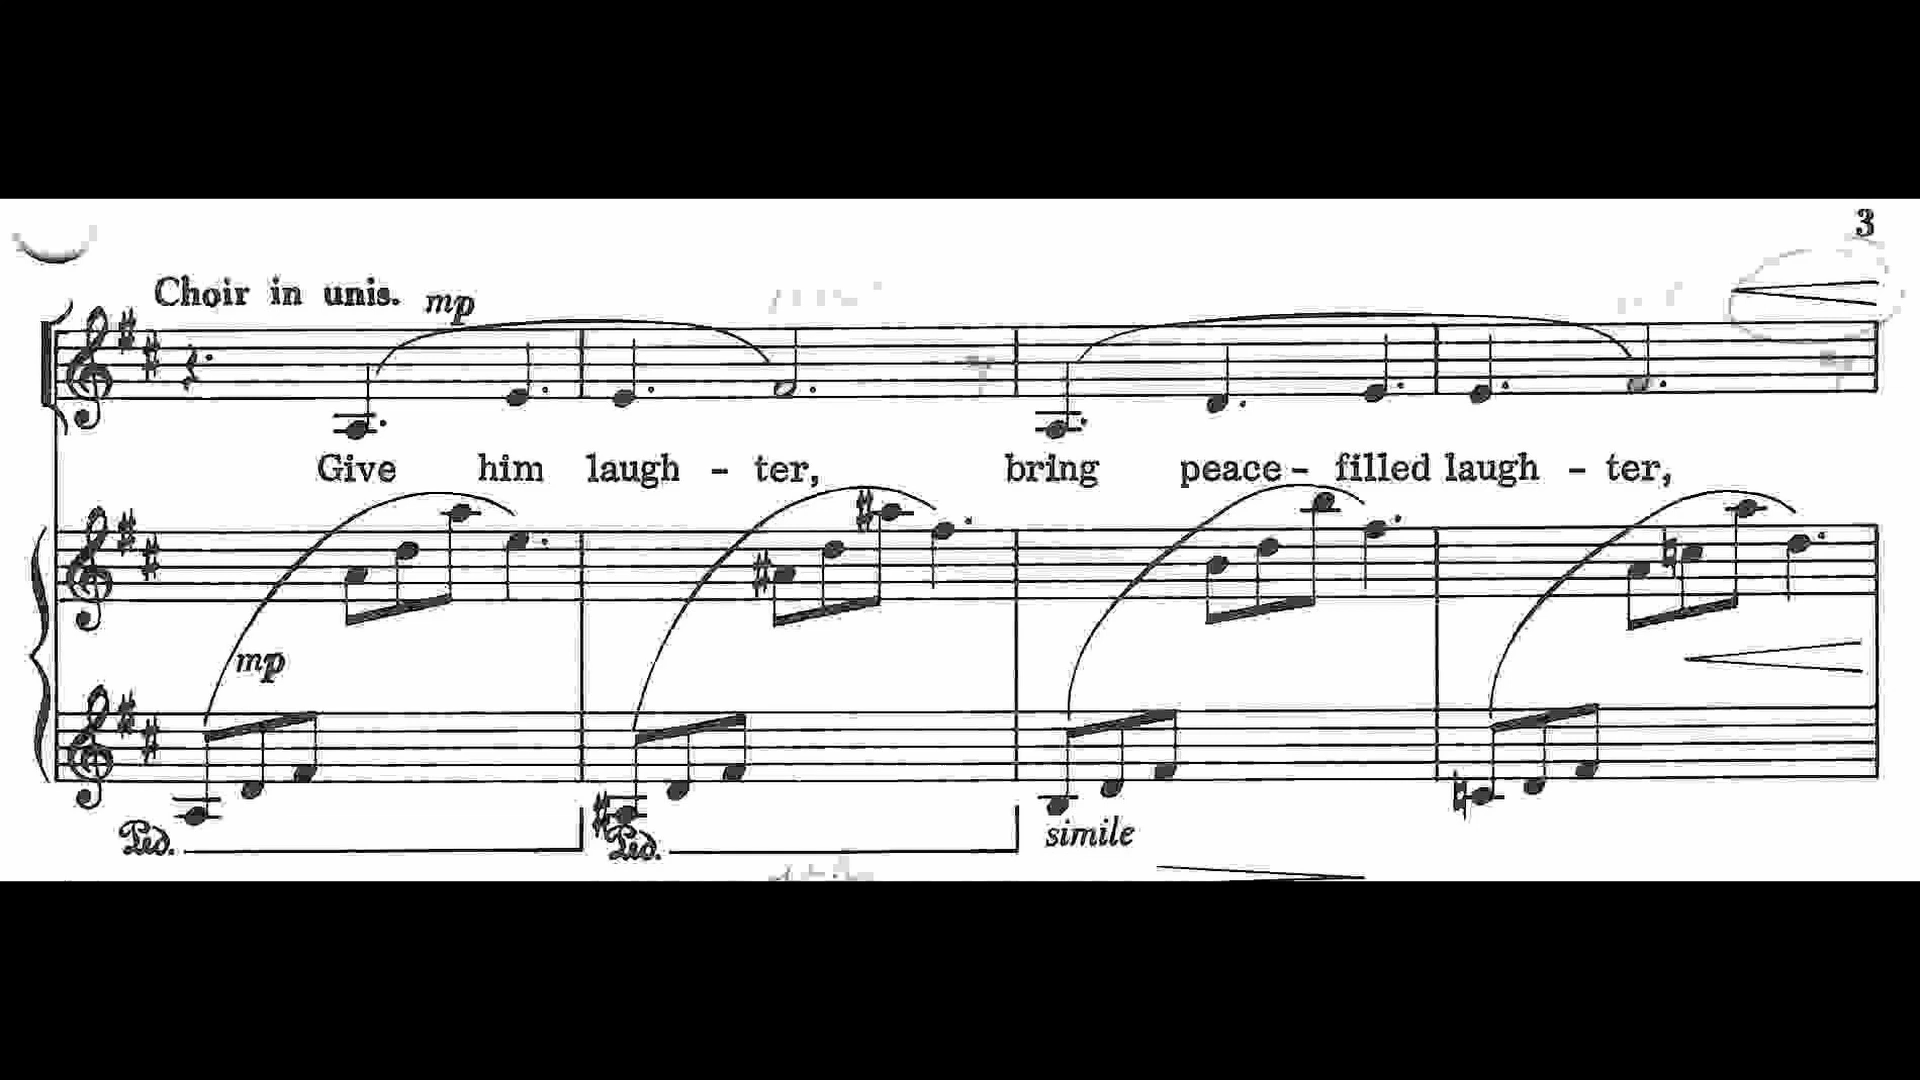 3
Choir in unis. mp
Give him laugh - ter, bring peace - filled laugh - ter,
mp
Ped. Ped. simile